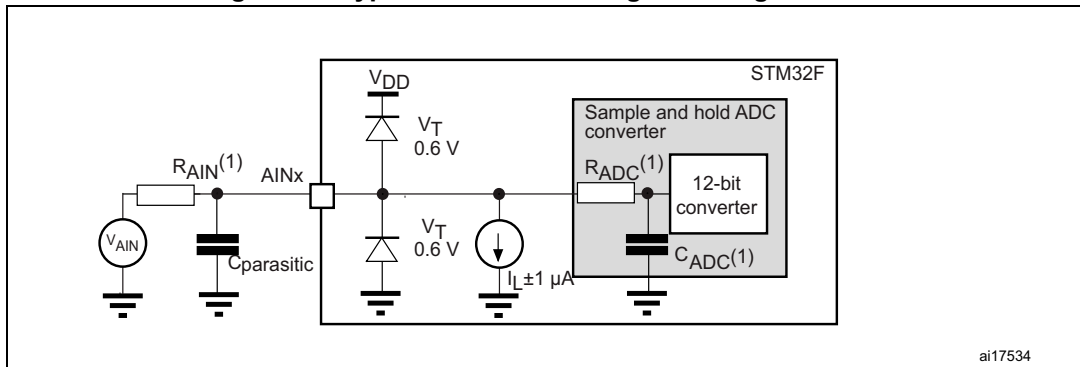 STM32F
VDD
VT
0.6 V
Sample and hold ADC
converter
RAIN(1)
AINx
RADC(1)
12-bit
converter
VAIN
VT
0.6 V
Cparasitic
IL±1 µA
CADC(1)
ai17534